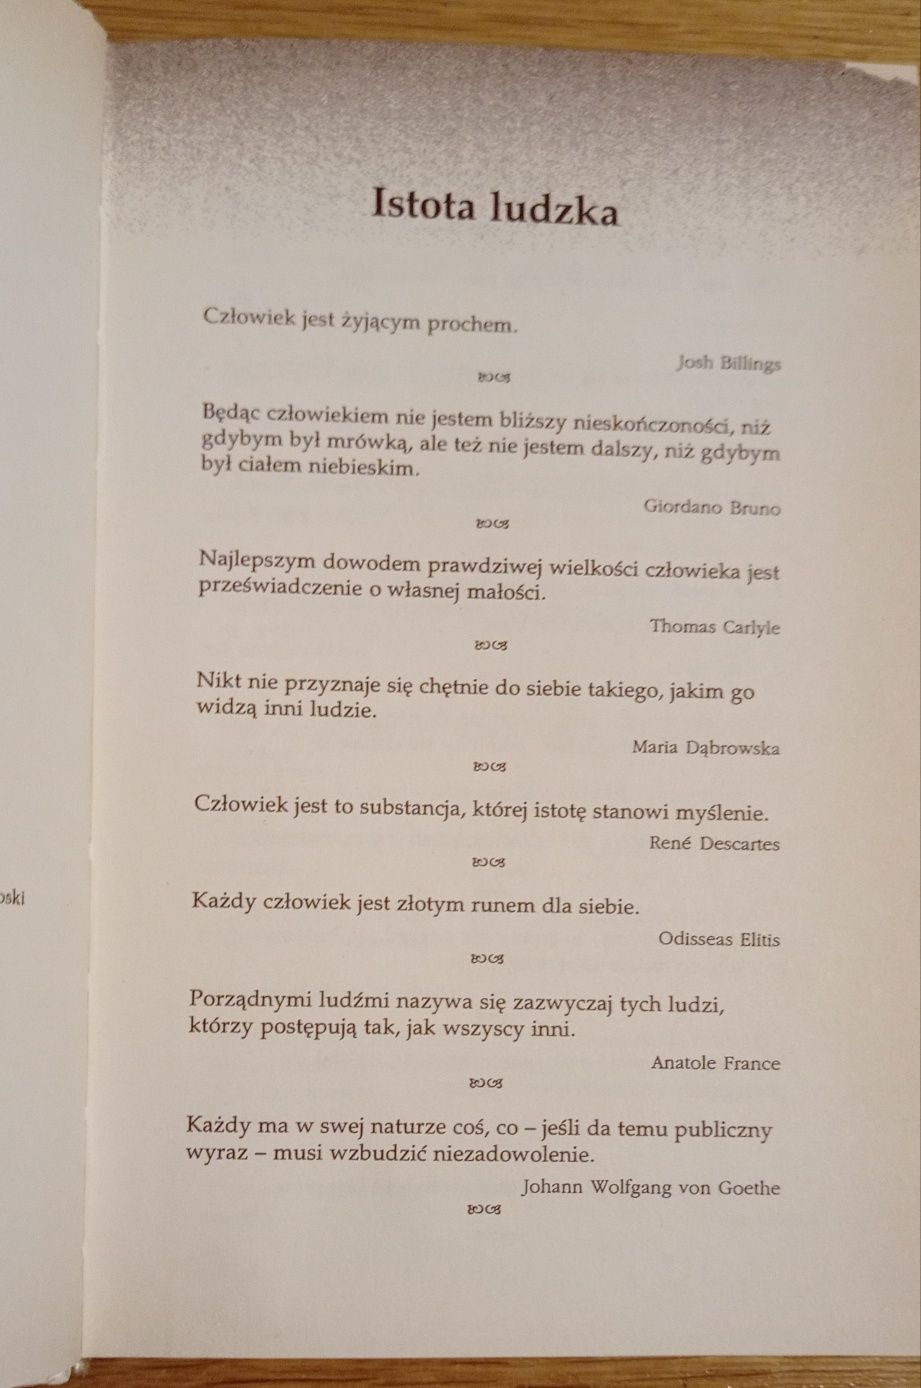 Istota ludzka
Człowiek jest żyjącym prochem.
Josh Billings
Będąc człowiekiem nie jestem bliższy nieskończoności, niż
gdybym był mrówką, ale też nie jestem dalszy, niż gdybym
był ciałem niebieskim.
Giordano Bruno
Najlepszym dowodem prawdziwej wielkości człowieka jest
przeświadczenie o własnej małości.
Thomas Carlyle
Nikt nie przyznaje się chętnie do siebie takiego, jakim go
widzą inni ludzie.
Maria Dąbrowska
Człowiek jest to substancja, której istotę stanowi myślenie.
René Descartes
Każdy człowiek jest złotym runem dla siebie.
Odisseas Elitis
Porządnymi ludźmi nazywa się zazwyczaj tych ludzi,
którzy postępują tak, jak wszyscy inni.
Anatole France
Każdy ma w swej naturze coś, co – jeśli da temu publiczny
wyraz – musi wzbudzić niezadowolenie.
Johann Wolfgang von Goethe